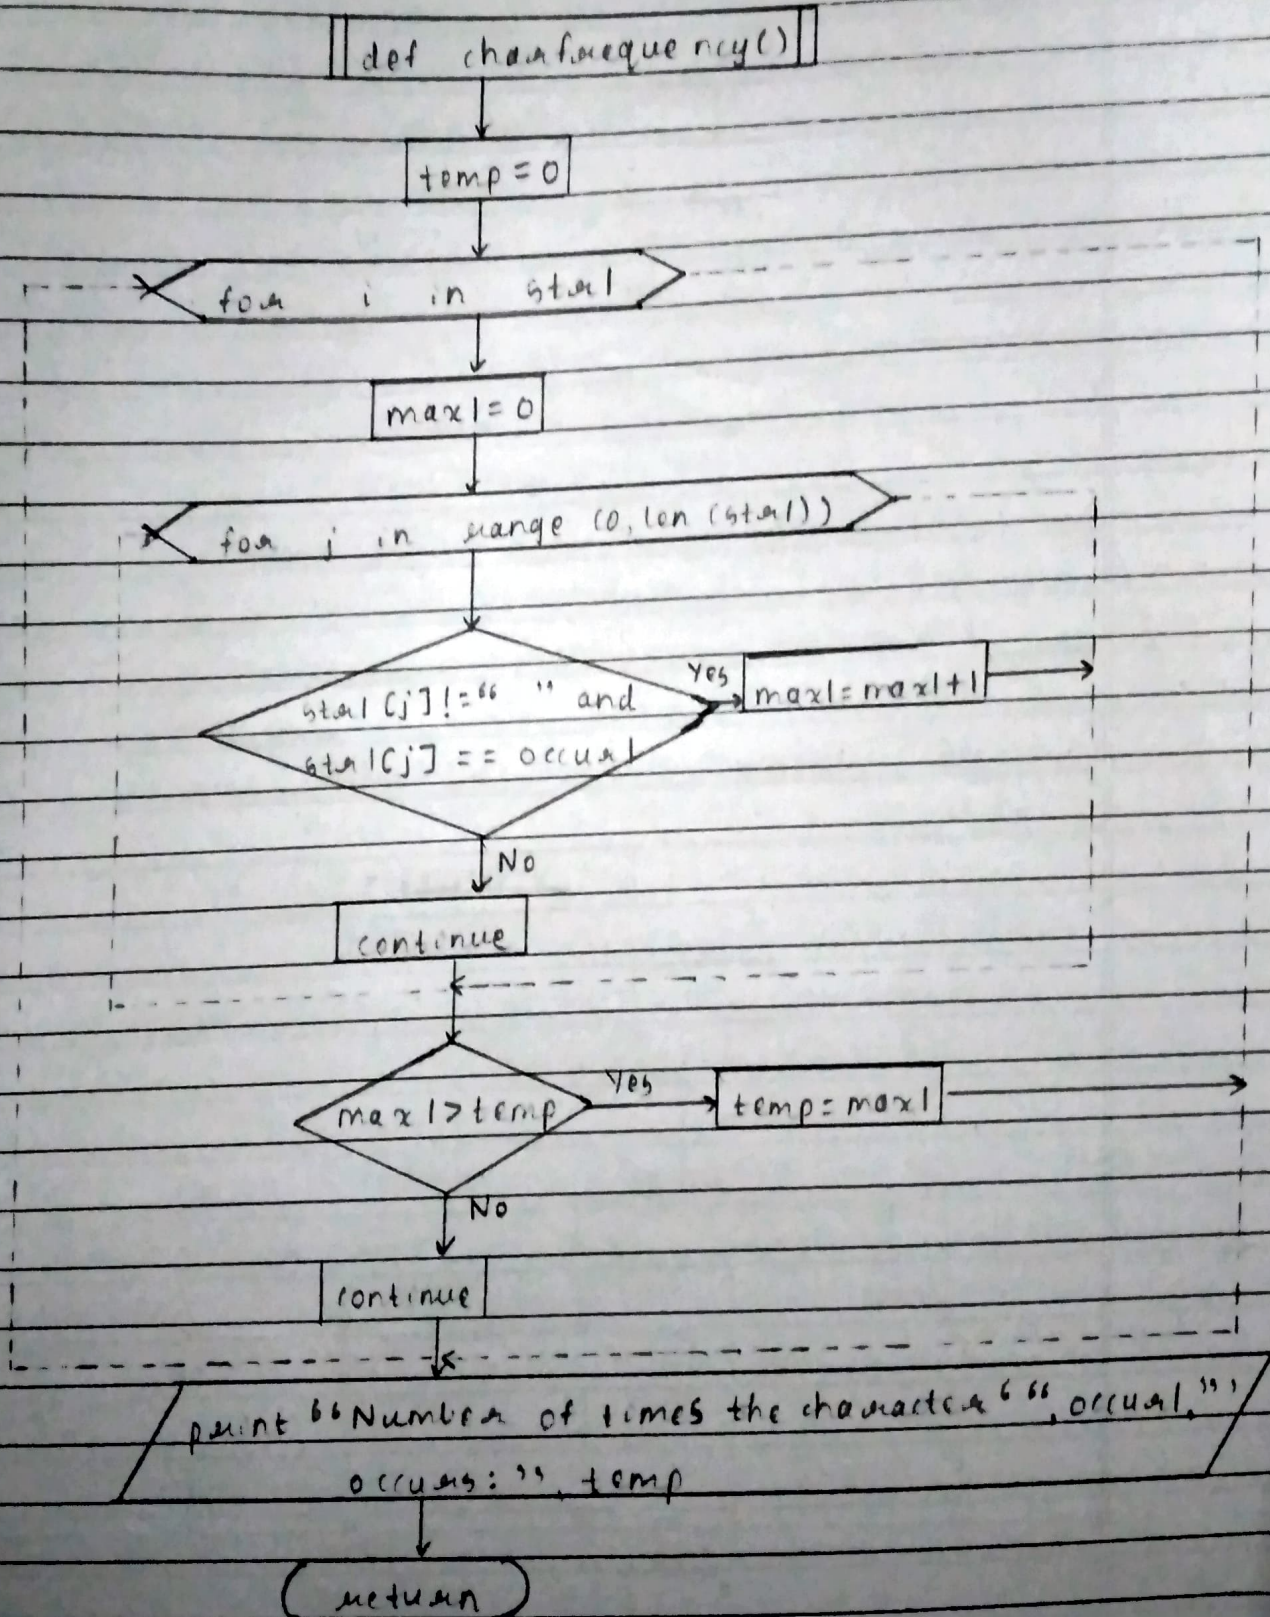 def charfrequency()
temp=0
for i in str1
max1=0
for j in range (0,len(str1))
str1[j]!=“ ” and
str1[j]==occur1
Yes
max1=max1+1
No
continue
max1>temp
Yes
temp=max1
No
continue
print “Number of times the character ‘“,occur1,”’
occurs:”,temp
return